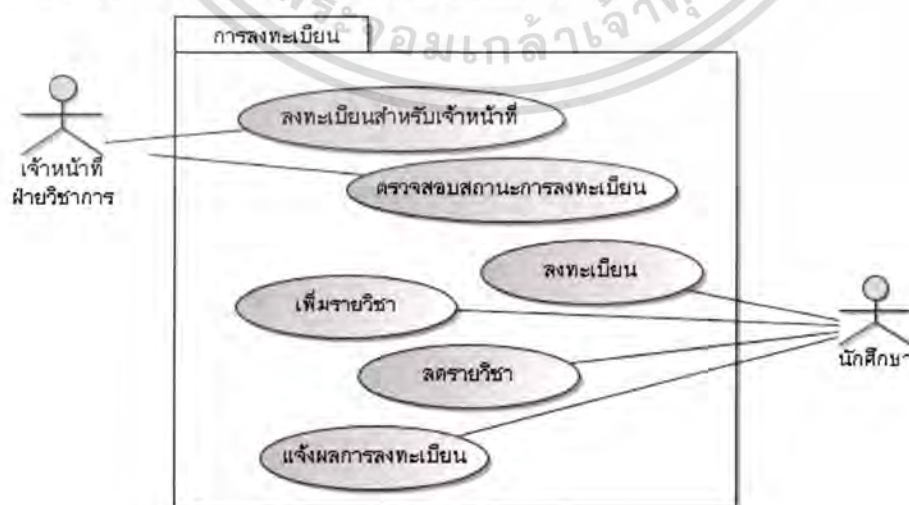 การลงทะเบียน
ลงทะเบียนสำหรับเจ้าหน้าที่
เจ้าหน้าที่
ฝ่ายวิชาการ
ตรวจสอบสถานะการลงทะเบียน
ลงทะเบียน
เพิ่มรายวิชา
นักศึกษา
ลดรายวิชา
แจ้งผลการลงทะเบียน